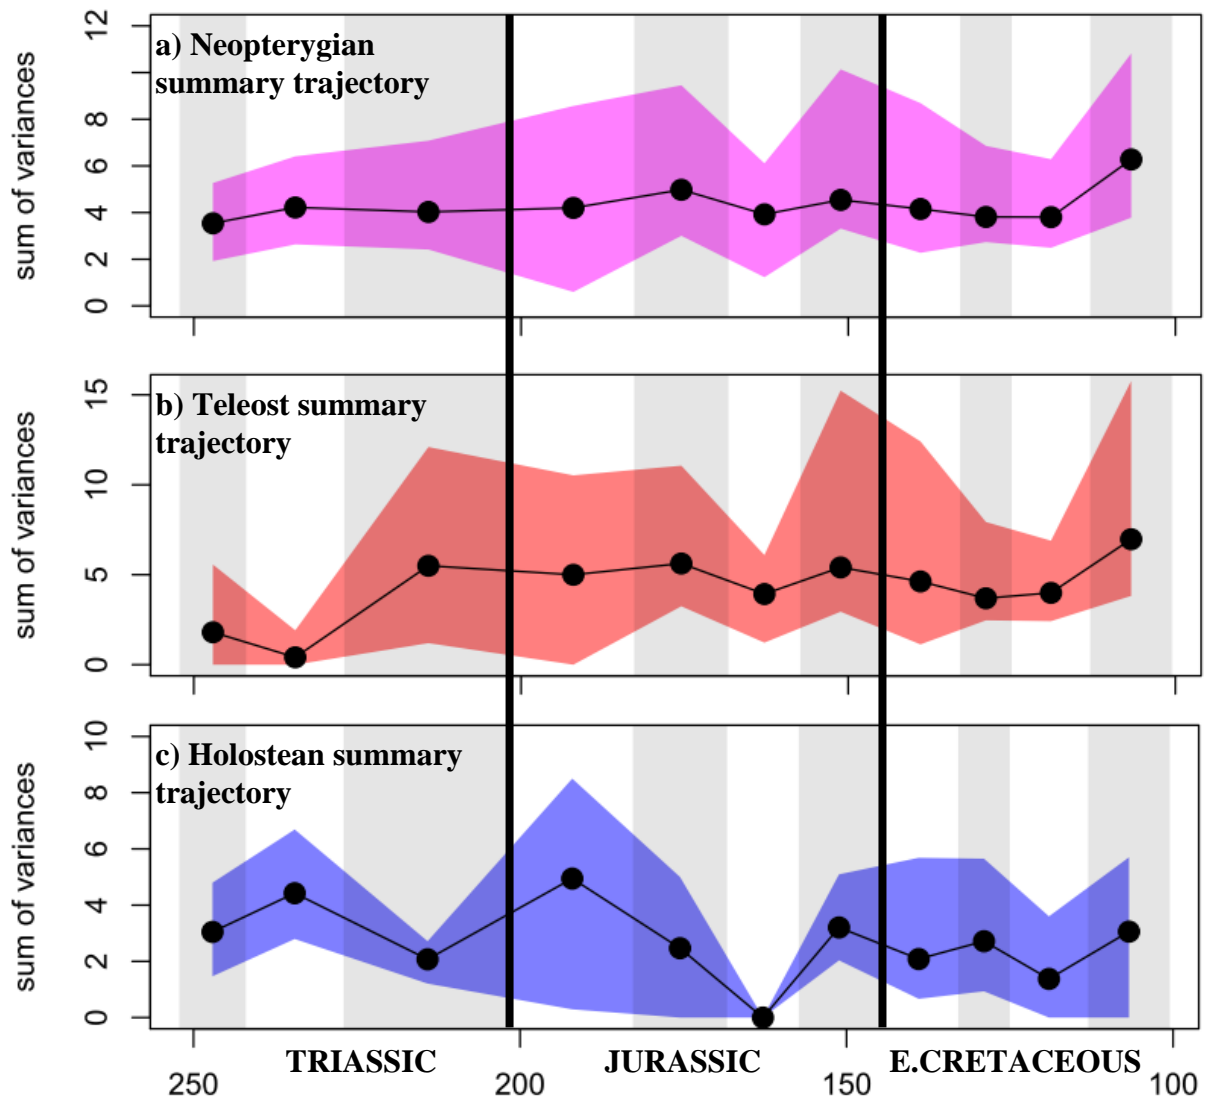 12
8
6
4
2
0
sum of variances
a) Neopterygian
summary trajectory
15
10
5
0
sum of variances
b) Teleost summary
trajectory
10
8
6
4
2
0
sum of variances
c) Holostean summary
trajectory
TRIASSIC JURASSIC E.CRETACEOUS
250 200 150 100